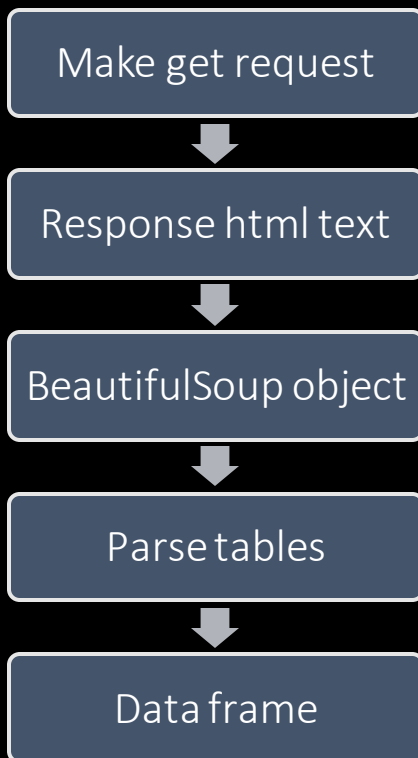 Make get request
Response html text
BeautifulSoup object
Parse tables
Data frame